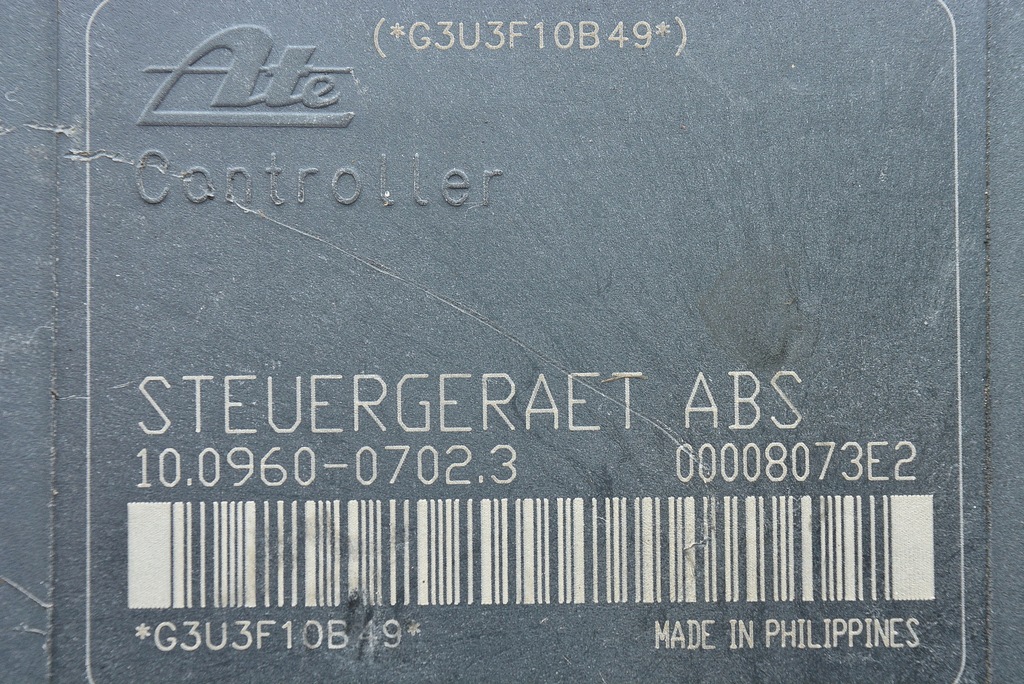 (*G3U3F10B49*)
Ate
Controller
STEUERGERAET ABS
10.0960-0702.3 00008073E2
*G3U3F10B49*
MADE IN PHILIPPINES